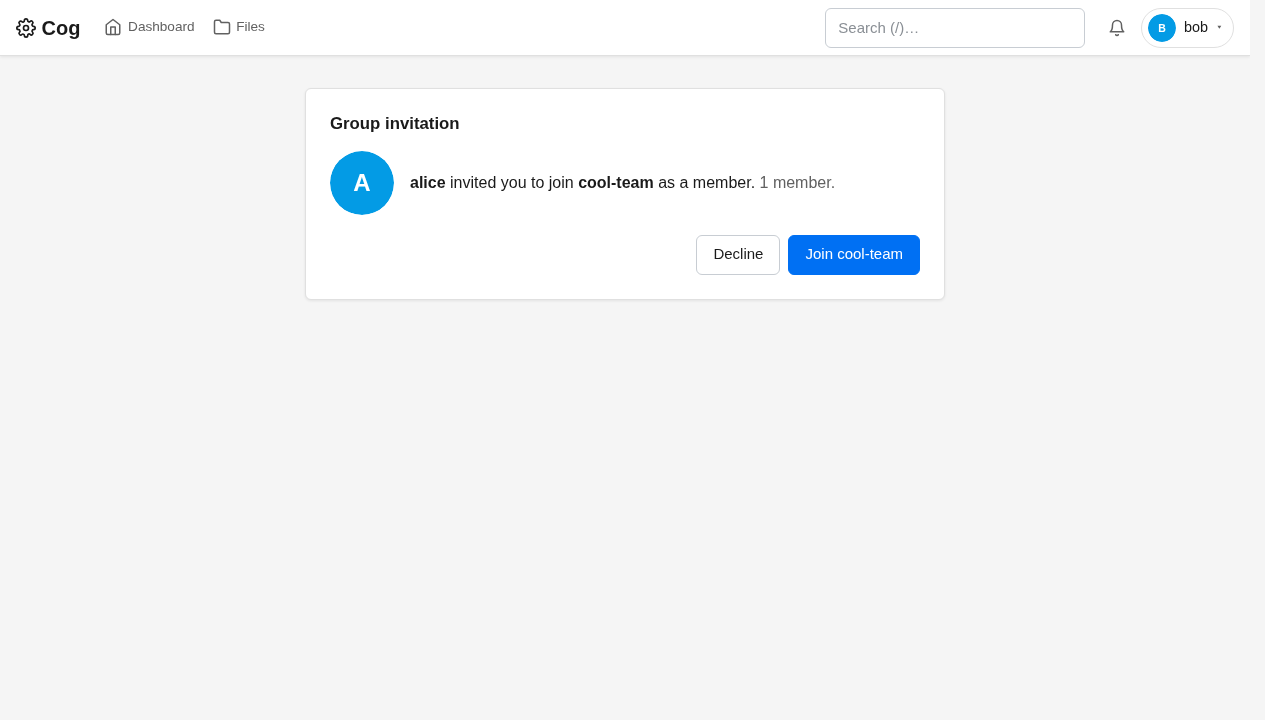 Cog Dashboard Files Search (/)… B bob
Group invitation
A alice invited you to join cool-team as a member. 1 member.
Decline Join cool-team